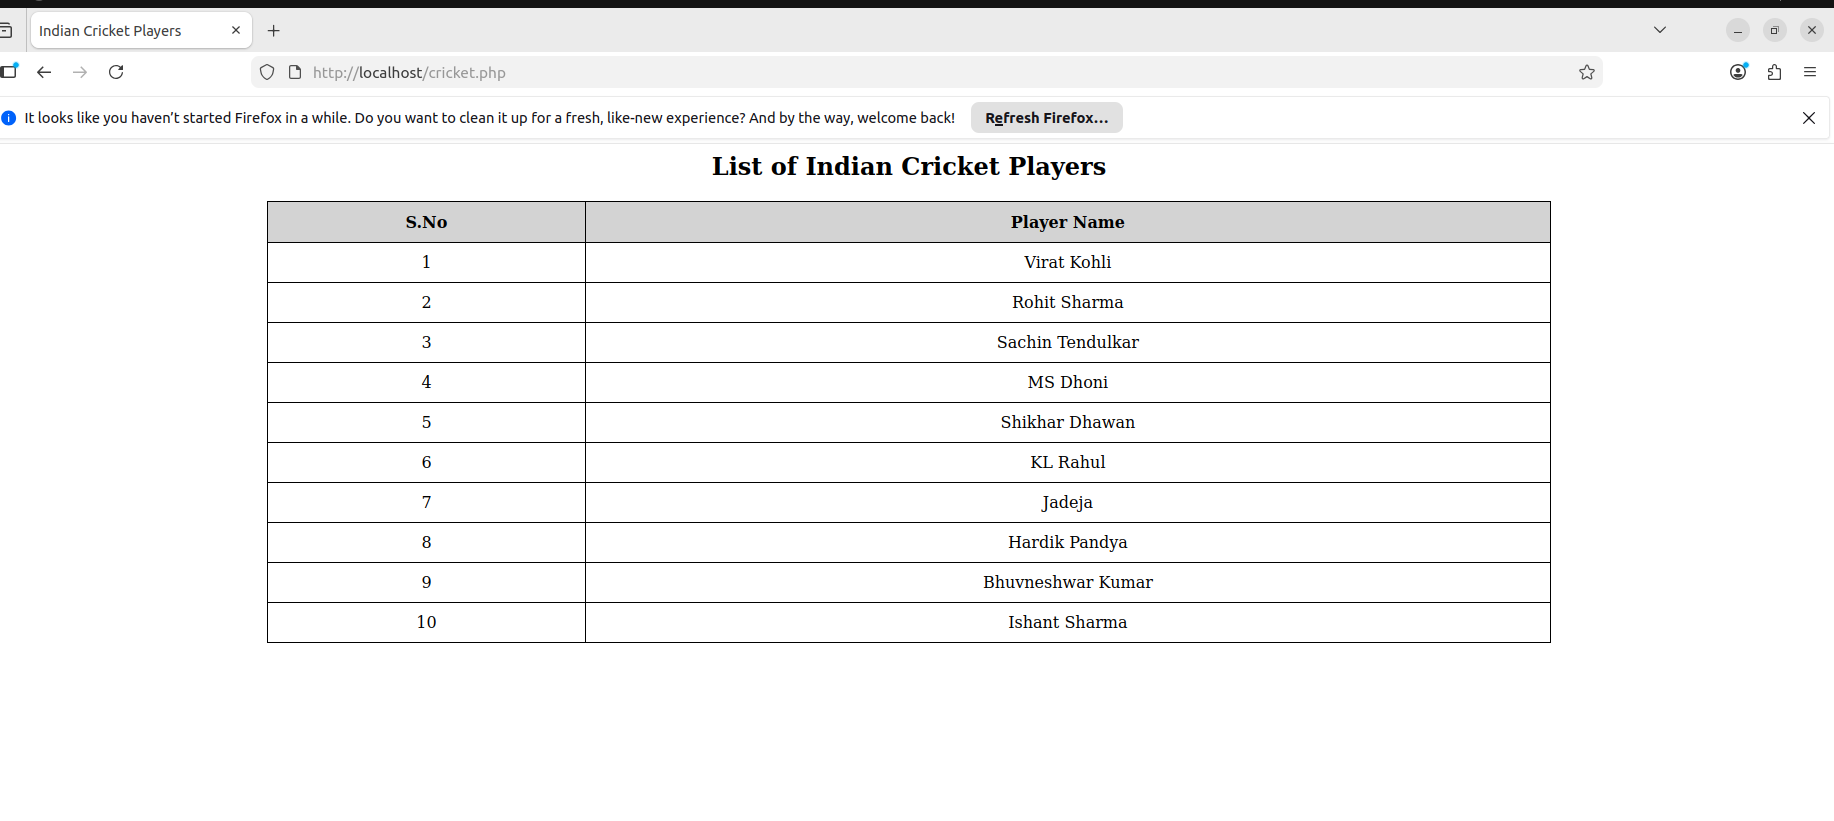 Indian Cricket Players
http://localhost/cricket.php
It looks like you haven’t started Firefox in a while. Do you want to clean it up for a fresh, like-new experience? And by the way, welcome back! Refresh Firefox...
List of Indian Cricket Players
S.No Player Name
1 Virat Kohli
2 Rohit Sharma
3 Sachin Tendulkar
4 MS Dhoni
5 Shikhar Dhawan
6 KL Rahul
7 Jadeja
8 Hardik Pandya
9 Bhuvneshwar Kumar
10 Ishant Sharma